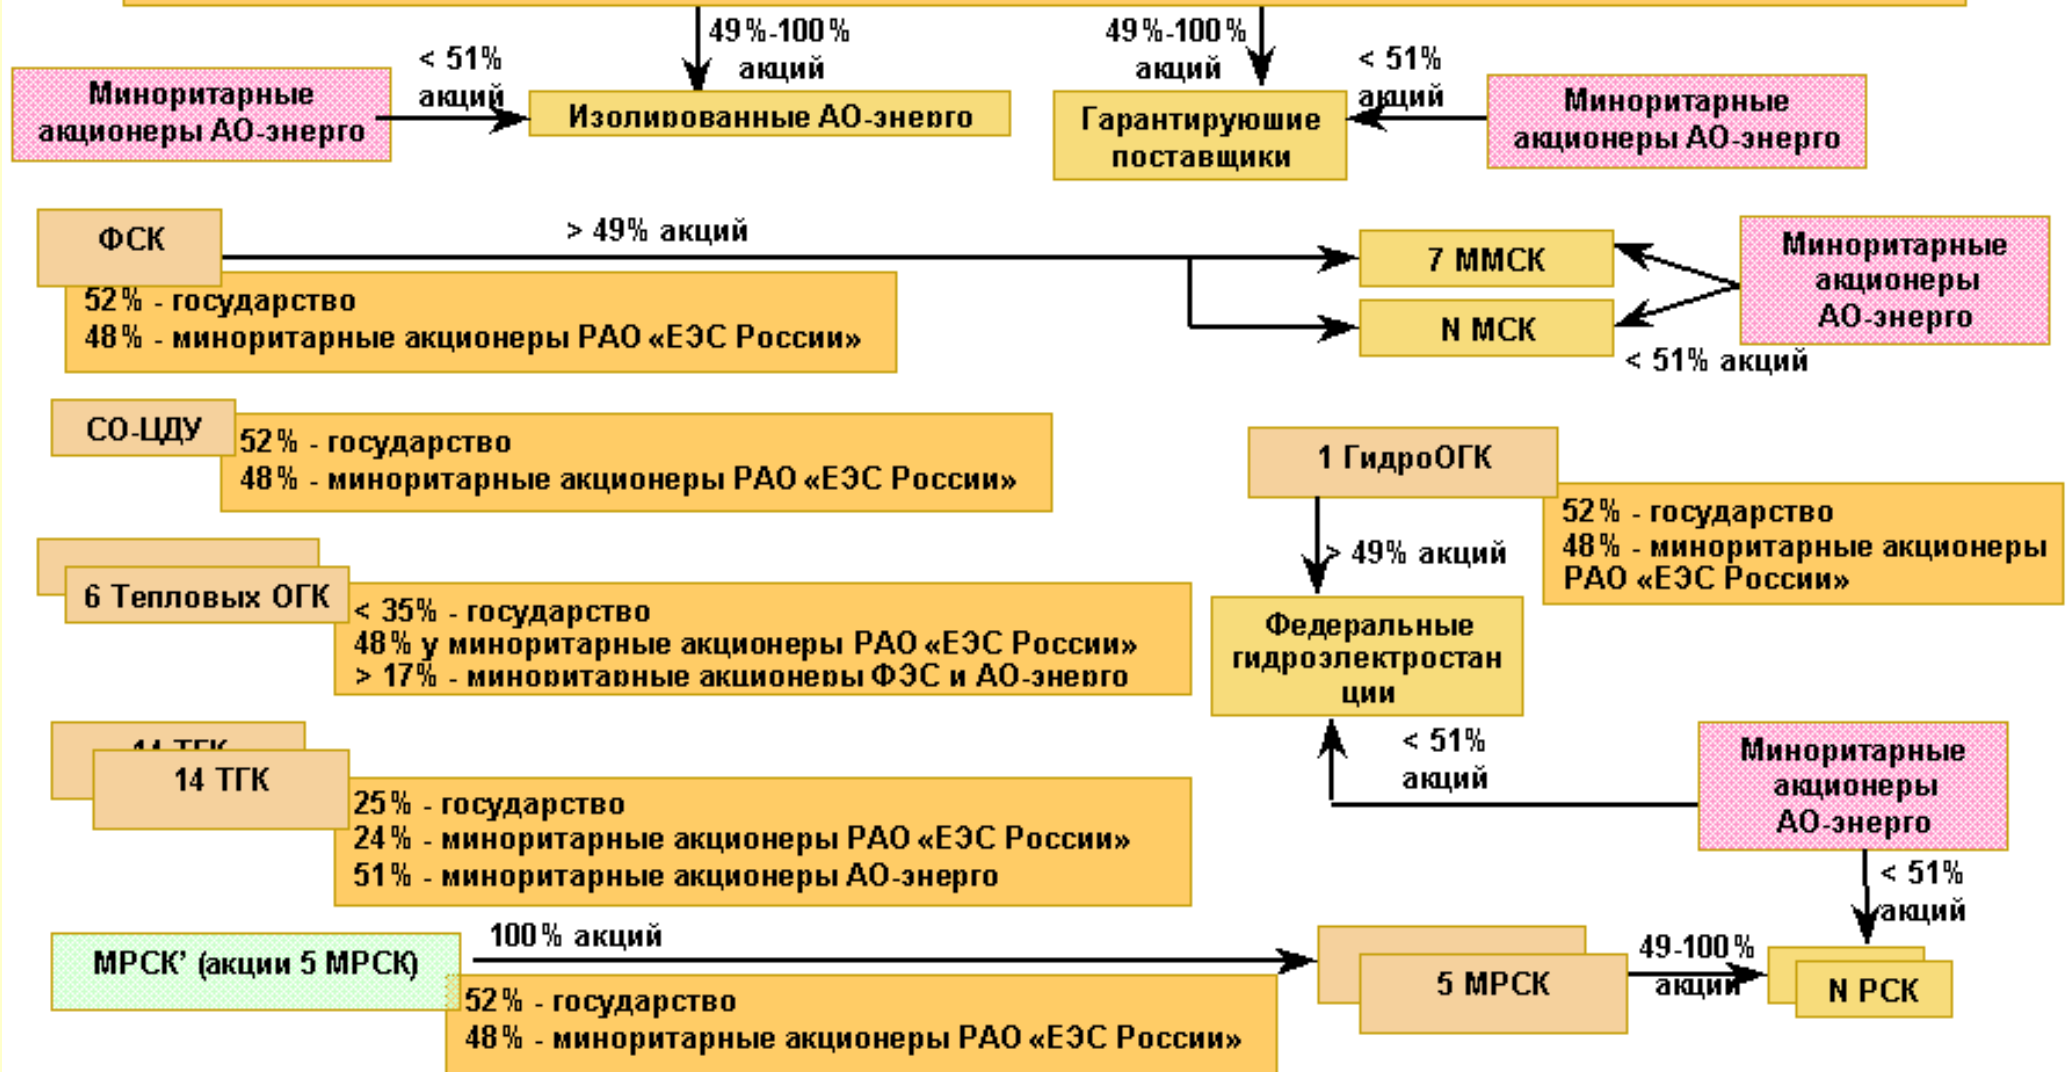 49%-100%
акций
49%-100%
акций
< 51%
акций
< 51%
акций
Миноритарные
акционеры АО-энерго
Изолированные АО-энерго
Гарантируюшие
поставщики
Миноритарные
акционеры АО-энерго
ФСК
> 49% акций
52% - государство
48% - миноритарные акционеры РАО «ЕЭС России»
7 ММСК
N МСК
Миноритарные
акционеры
АО-энерго
< 51% акций
СО-ЦДУ
52% - государство
48% - миноритарные акционеры РАО «ЕЭС России»
1 ГидроОГК
52% - государство
48% - миноритарные акционеры
РАО «ЕЭС России»
> 49% акций
6 Тепловых ОГК
< 35% - государство
48% у миноритарные акционеры РАО «ЕЭС России»
> 17% - миноритарные акционеры ФЭС и АО-энерго
Федеральные
гидроэлектростан
ции
< 51%
акций
14 ТГК
14 ТГК
25% - государство
24% - миноритарные акционеры РАО «ЕЭС России»
51% - миноритарные акционеры АО-энерго
Миноритарные
акционеры
АО-энерго
< 51%
акций
МРСК’ (акции 5 МРСК)
100% акций
52% - государство
48% - миноритарные акционеры РАО «ЕЭС России»
5 МРСК
49-100%
акций
N РСК